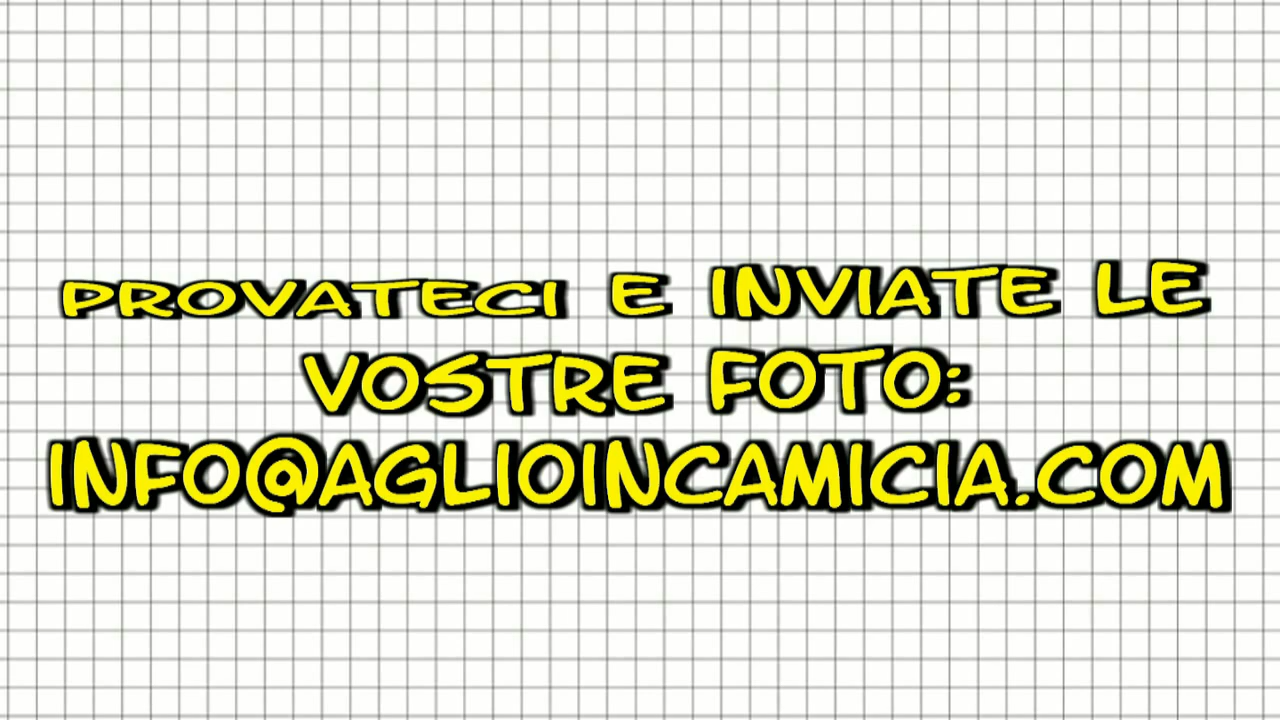 PROVATECI E INVIATE LE
VOSTRE FOTO:
INFO@AGLIOINCAMICIA.COM